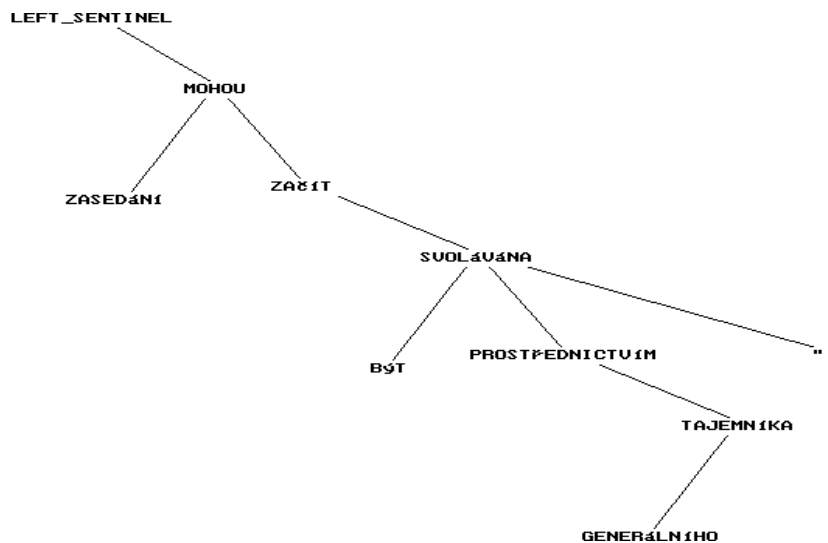 LEFT_SENTINEL
MOHOU
ZASEDáNí
ZAčíT
SVOLáVáNA
BýT
PROSTřEDNICTVíM
"
TAJEMNíKA
GENERáLNíHO